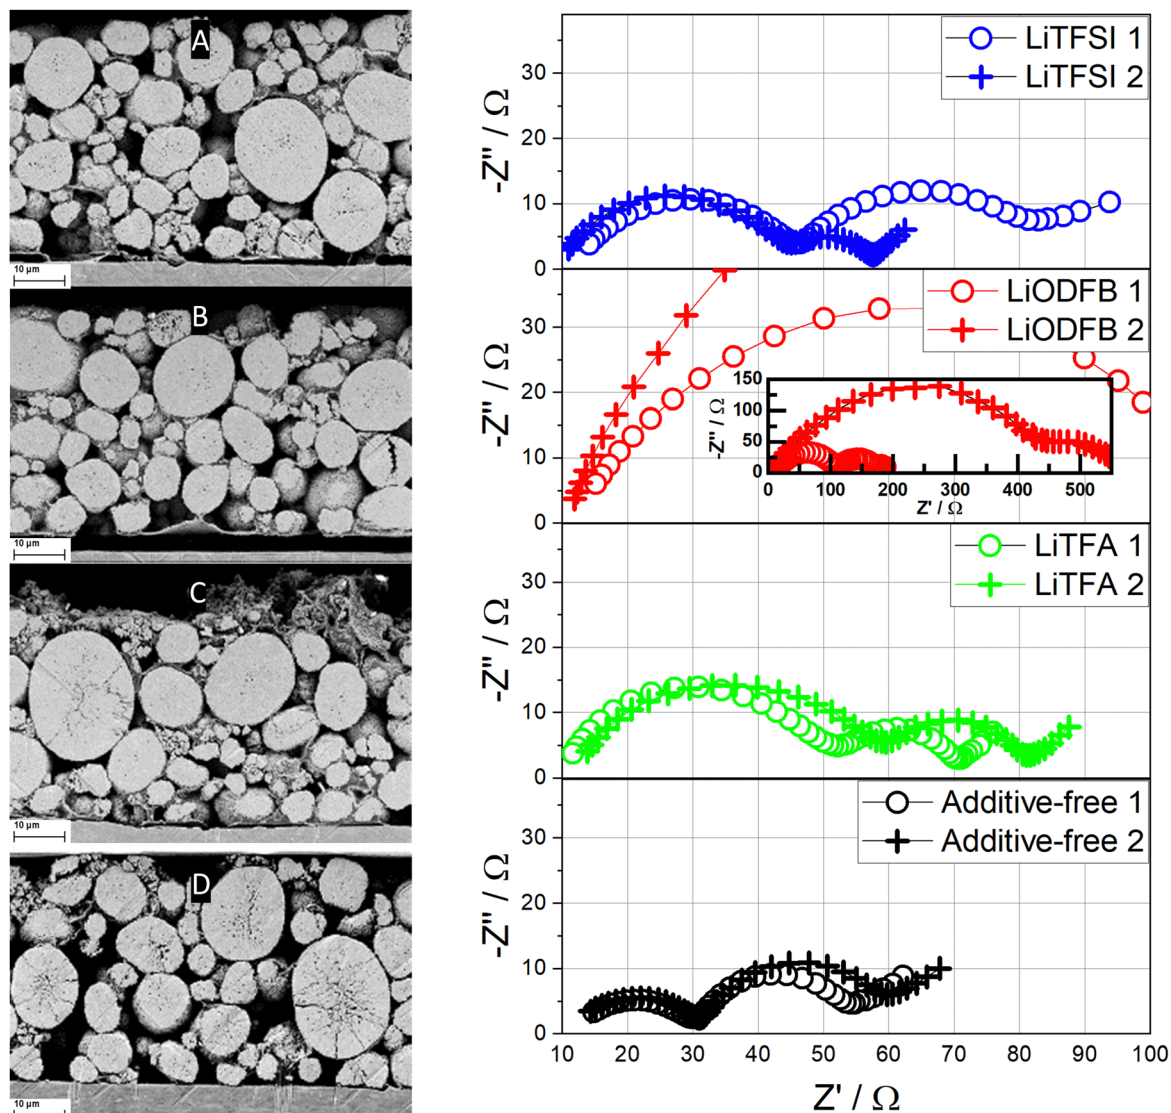 A
10 µm
B
10 µm
C
10 µm
D
10 µm
LiTFSI 1
LiTFSI 2
-Z'' / Ω
30
20
10
0
LiODFB 1
LiODFB 2
-Z'' / Ω
30
20
10
0
-Z'' / Ω
150
100
50
0
0 100 200 300 400 500
Z' / Ω
LiTFA 1
LiTFA 2
-Z'' / Ω
30
20
10
0
Additive-free 1
Additive-free 2
-Z'' / Ω
30
20
10
0
10 20 30 40 50 60 70 80 90 100
Z' / Ω